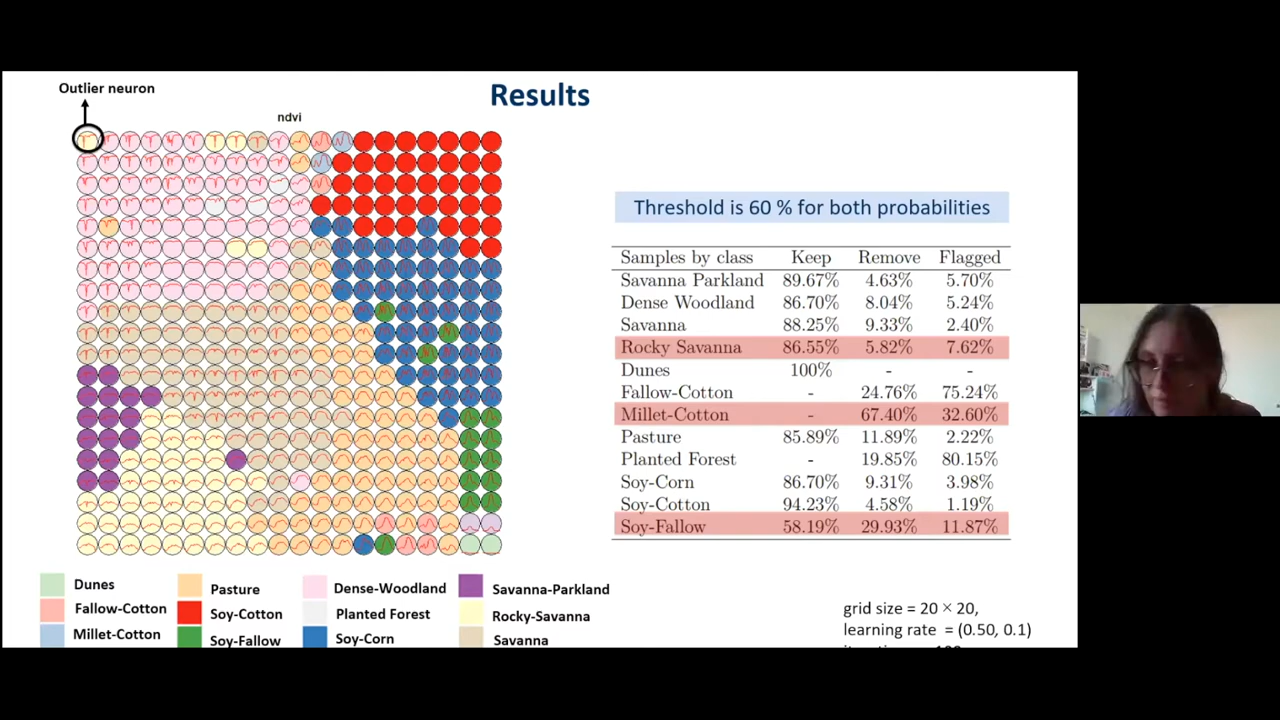 Outlier neuron
Results
ndvi
Threshold is 60 % for both probabilities
Samples by class Keep Remove Flagged
Savanna Parkland 89.67% 4.63% 5.70%
Dense Woodland 86.70% 8.04% 5.24%
Savanna 88.25% 9.33% 2.40%
Rocky Savanna 86.55% 5.82% 7.62%
Dunes 100% - -
Fallow-Cotton - 24.76% 75.24%
Millet-Cotton - 67.40% 32.60%
Pasture 85.89% 11.89% 2.22%
Planted Forest - 19.85% 80.15%
Soy-Corn 86.70% 9.31% 3.98%
Soy-Cotton 94.23% 4.58% 1.19%
Soy-Fallow 58.19% 29.93% 11.87%
Dunes Pasture Dense-Woodland Savanna-Parkland
Fallow-Cotton Soy-Cotton Planted Forest Rocky-Savanna
Millet-Cotton Soy-Fallow Soy-Corn Savanna
grid size = 20 × 20,
learning rate = (0.50, 0.1)